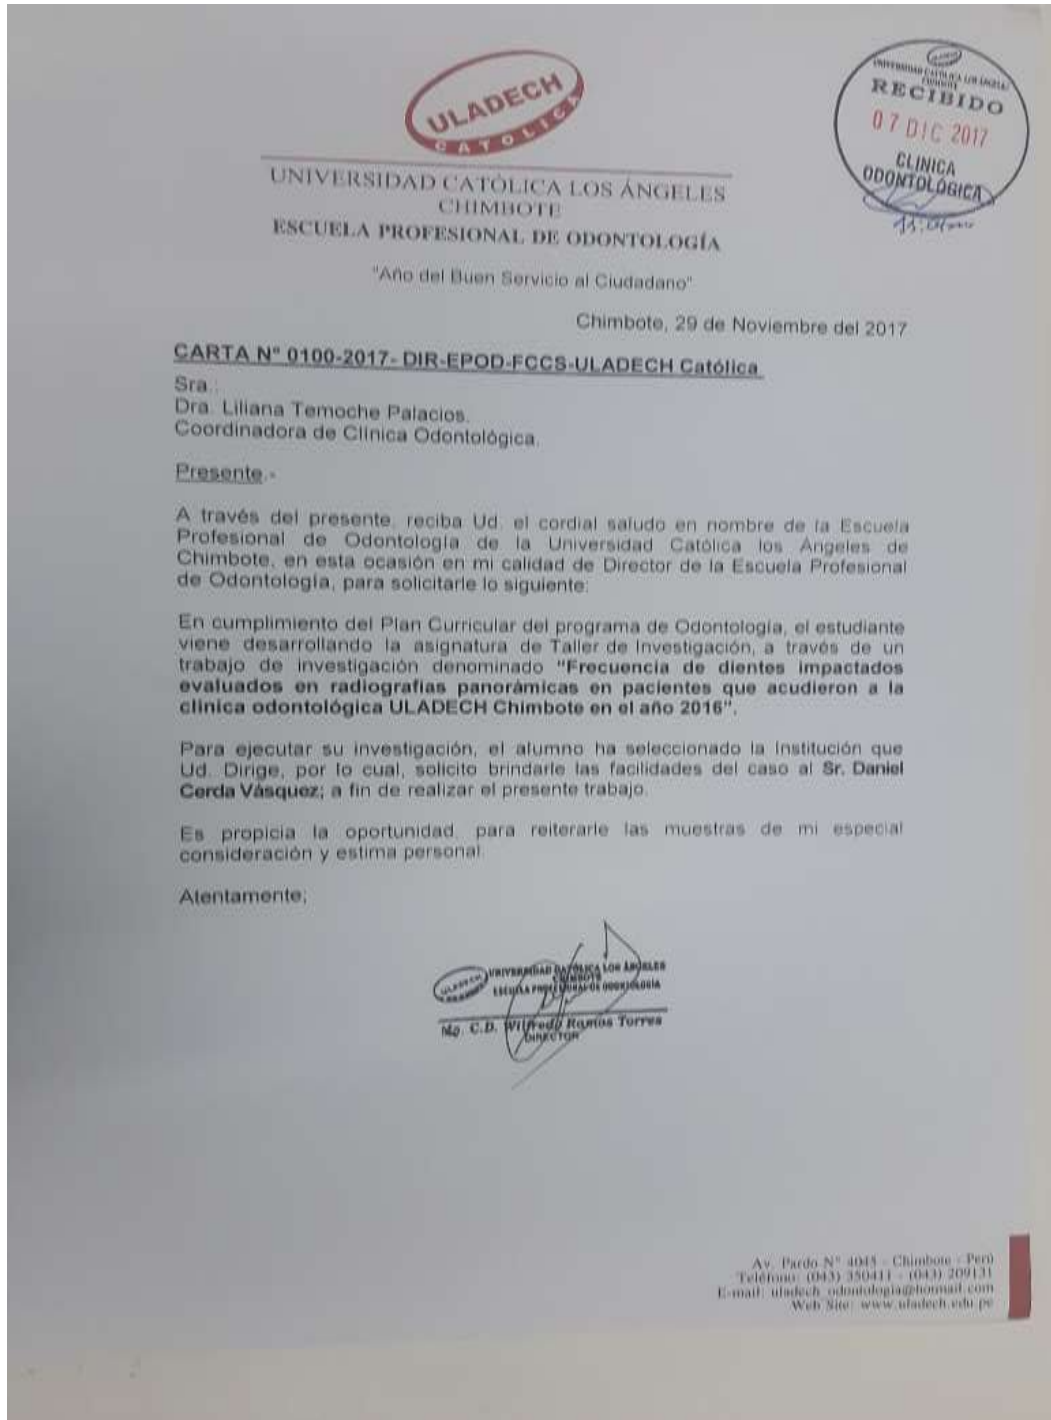 ULADECH
CATOLICA
UNIVERSIDAD CATÓLICA LOS ÁNGELES
CHIMBOTE
ESCUELA PROFESIONAL DE ODONTOLOGÍA
UNIVERSIDAD CATÓLICA LOS ÁNGELES
CHIMBOTE
RECIBIDO
07 DIC 2017
CLINICA
ODONTOLÓGICA
"Año del Buen Servicio al Ciudadano"
Chimbote, 29 de Noviembre del 2017
CARTA N° 0100-2017- DIR-EPOD-FCCS-ULADECH Católica
Sra.:
Dra. Liliana Temoche Palacios.
Coordinadora de Clínica Odontológica.
Presente.-
A través del presente, reciba Ud. el cordial saludo en nombre de la Escuela
Profesional de Odontología de la Universidad Católica los Ángeles de
Chimbote, en esta ocasión en mi calidad de Director de la Escuela Profesional
de Odontología, para solicitarle lo siguiente:
En cumplimiento del Plan Curricular del programa de Odontología, el estudiante
viene desarrollando la asignatura de Taller de Investigación, a través de un
trabajo de investigación denominado "Frecuencia de dientes impactados
evaluados en radiografías panorámicas en pacientes que acudieron a la
clínica odontológica ULADECH Chimbote en el año 2016".
Para ejecutar su investigación, el alumno ha seleccionado la Institución que
Ud. Dirige, por lo cual, solicito brindarle las facilidades del caso al Sr. Daniel
Cerda Vásquez; a fin de realizar el presente trabajo.
Es propicia la oportunidad, para reiterarle las muestras de mi especial
consideración y estima personal.
Atentamente;
ULADECH
UNIVERSIDAD CATÓLICA LOS ÁNGELES
CHIMBOTE
ESCUELA PROFESIONAL DE ODONTOLOGÍA
Mg. C.D. Wilfredo Ramos Torres
DIRECTOR
Av. Pardo N° 4045 - Chimbote - Perú
Teléfono: (043) 350411 - (043) 209131
E-mail: uladech_odontologia@hotmail.com
Web Site: www.uladech.edu.pe